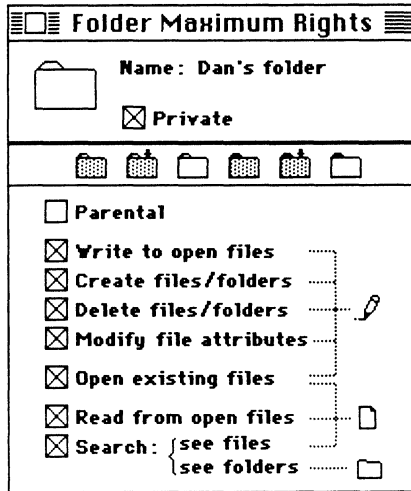 Folder Maximum Rights
Name: Dan's folder
Private
Parental
Write to open files
Create files/folders
Delete files/folders
Modify file attributes
Open existing files
Read from open files
Search: see files
see folders